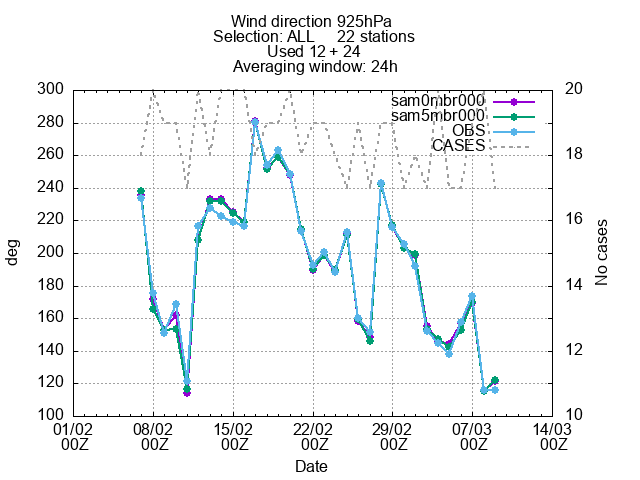 Wind direction 925hPa
Selection: ALL 22 stations
Used 12 + 24
Averaging window: 24h
300 20
280
260 18
240
220 16
200
180 14
160
140 12
120
100 10
sam0mbr000
sam5mbr000
OBS
CASES
deg
No cases
01/02 08/02 15/02 22/02 29/02 07/03 14/03
00Z 00Z 00Z 00Z 00Z 00Z 00Z
Date